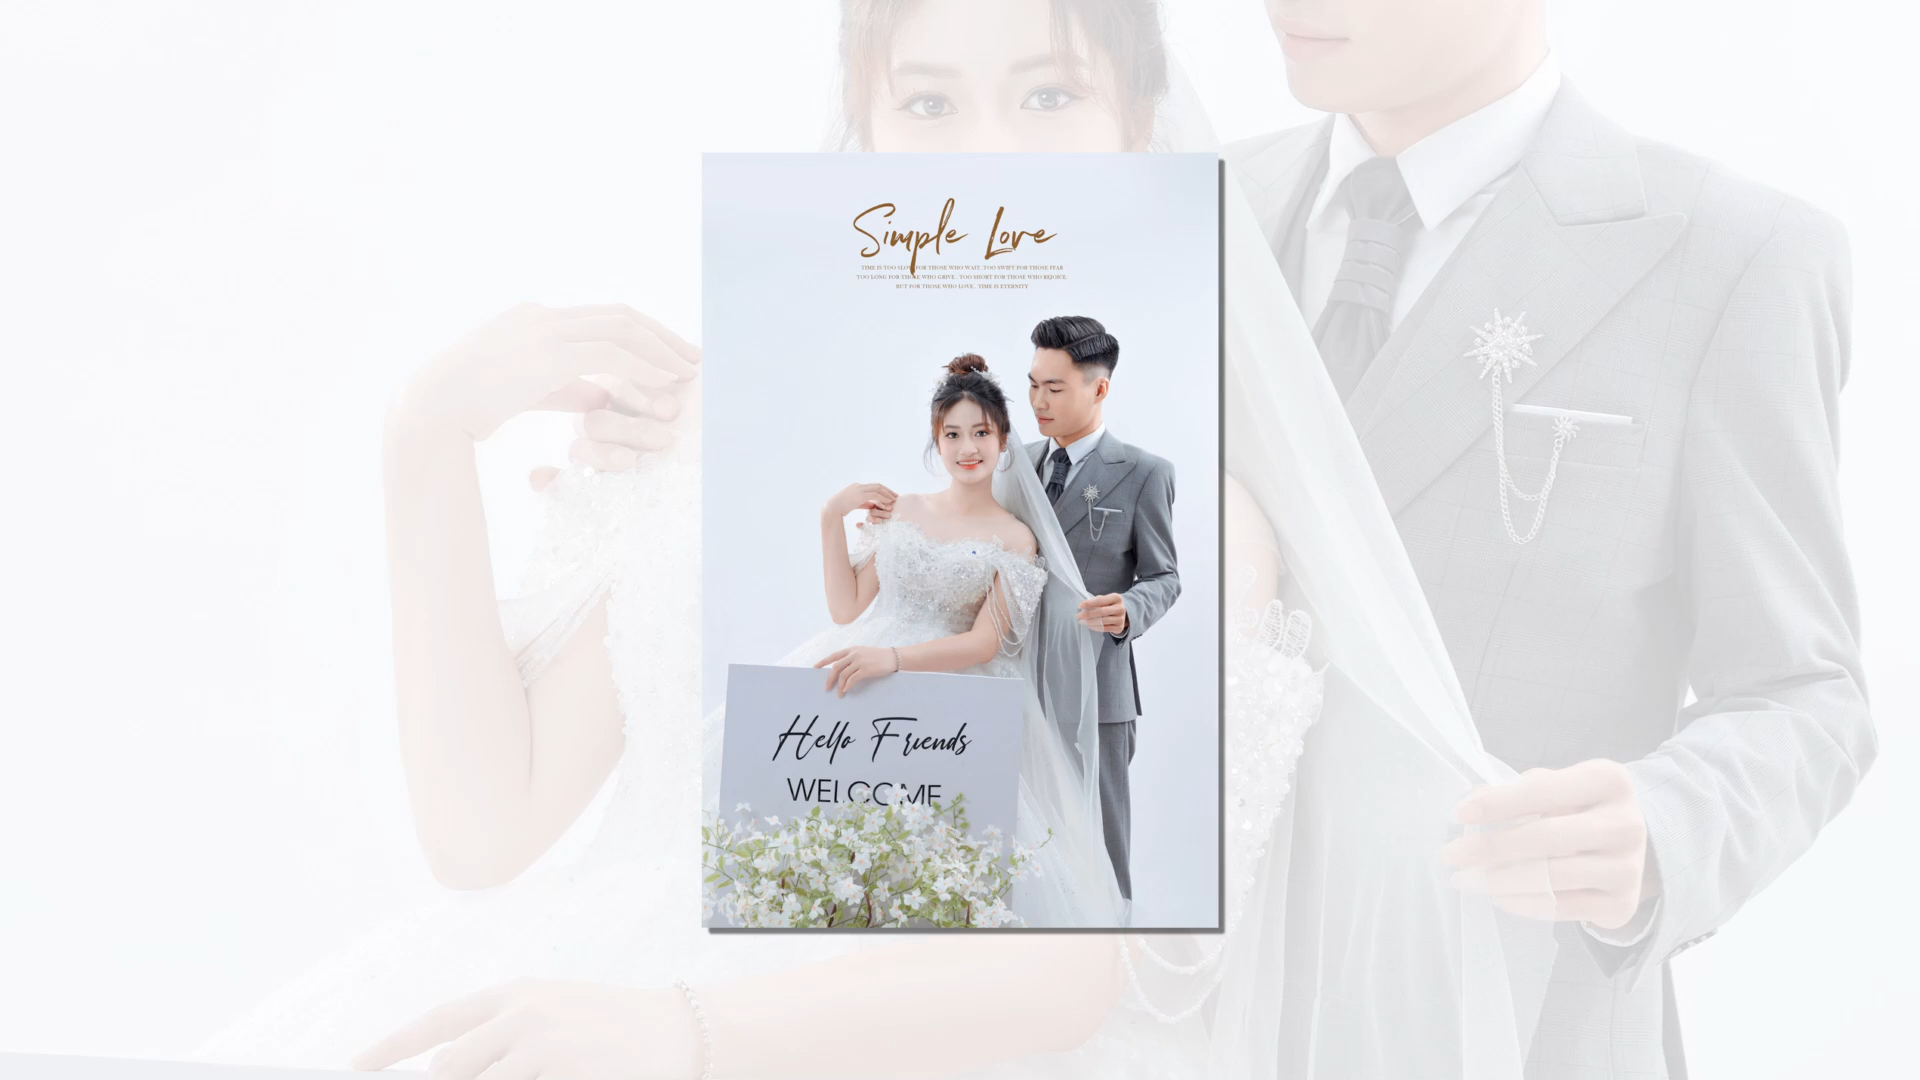 Simple Love
TIME IS TOO SLOW FOR THOSE WHO WAIT . TOO SWIFT FOR THOSE FEAR
TOO LONG FOR THOSE WHO GRIVE . TOO SHORT FOR THOSE WHO REJOICE
BUT FOR THOSE WHO LOVE . TIME IS ETERNITY
Hello Friends
WELCOME